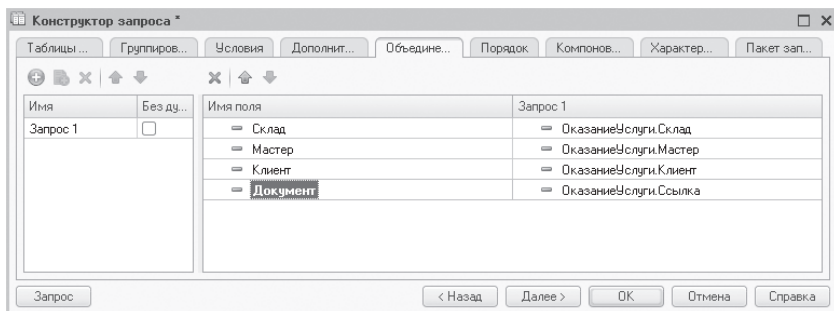 Конструктор запроса *
Таблицы ... Группиров... Условия Дополнит... Объедине... Порядок Компонов... Характер... Пакет зап...
Имя Без ду... Имя поля Запрос 1
Запрос 1 Склад ОказаниеУслуги.Склад
Мастер ОказаниеУслуги.Мастер
Клиент ОказаниеУслуги.Клиент
Документ ОказаниеУслуги.Ссылка
Запрос < Назад Далее > OK Отмена Справка